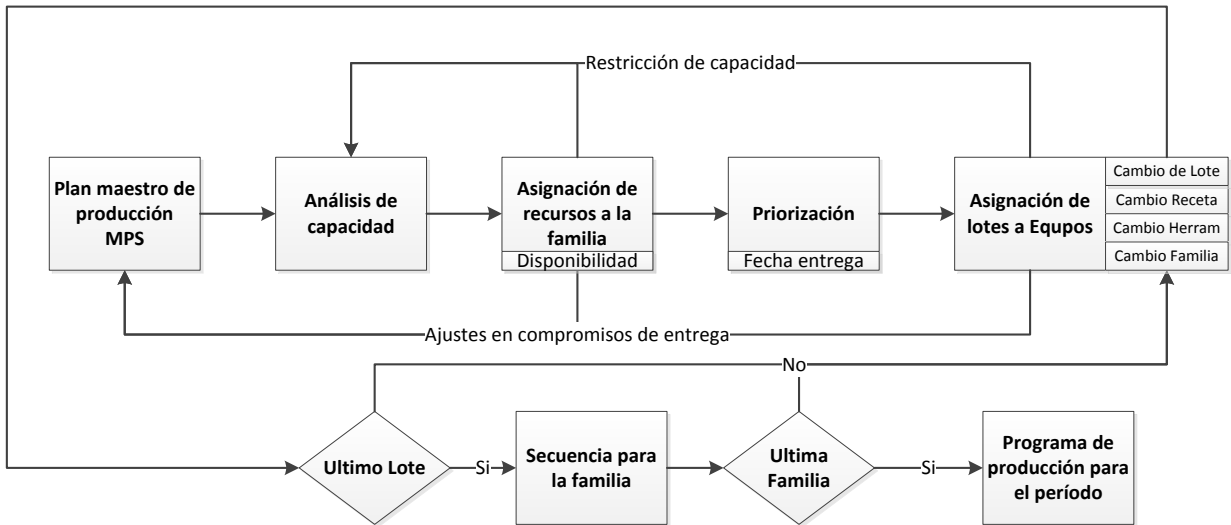 Restricción de capacidad
Plan maestro de
producción
MPS
Análisis de
capacidad
Asignación de
recursos a la
familia
Disponibilidad
Priorización
Fecha entrega
Asignación de
lotes a Equpos
Cambio de Lote
Cambio Receta
Cambio Herram
Cambio Familia
Ajustes en compromisos de entrega
No
Ultimo Lote
Si
Secuencia para
la familia
Ultima
Familia
Si
Programa de
producción para
el período